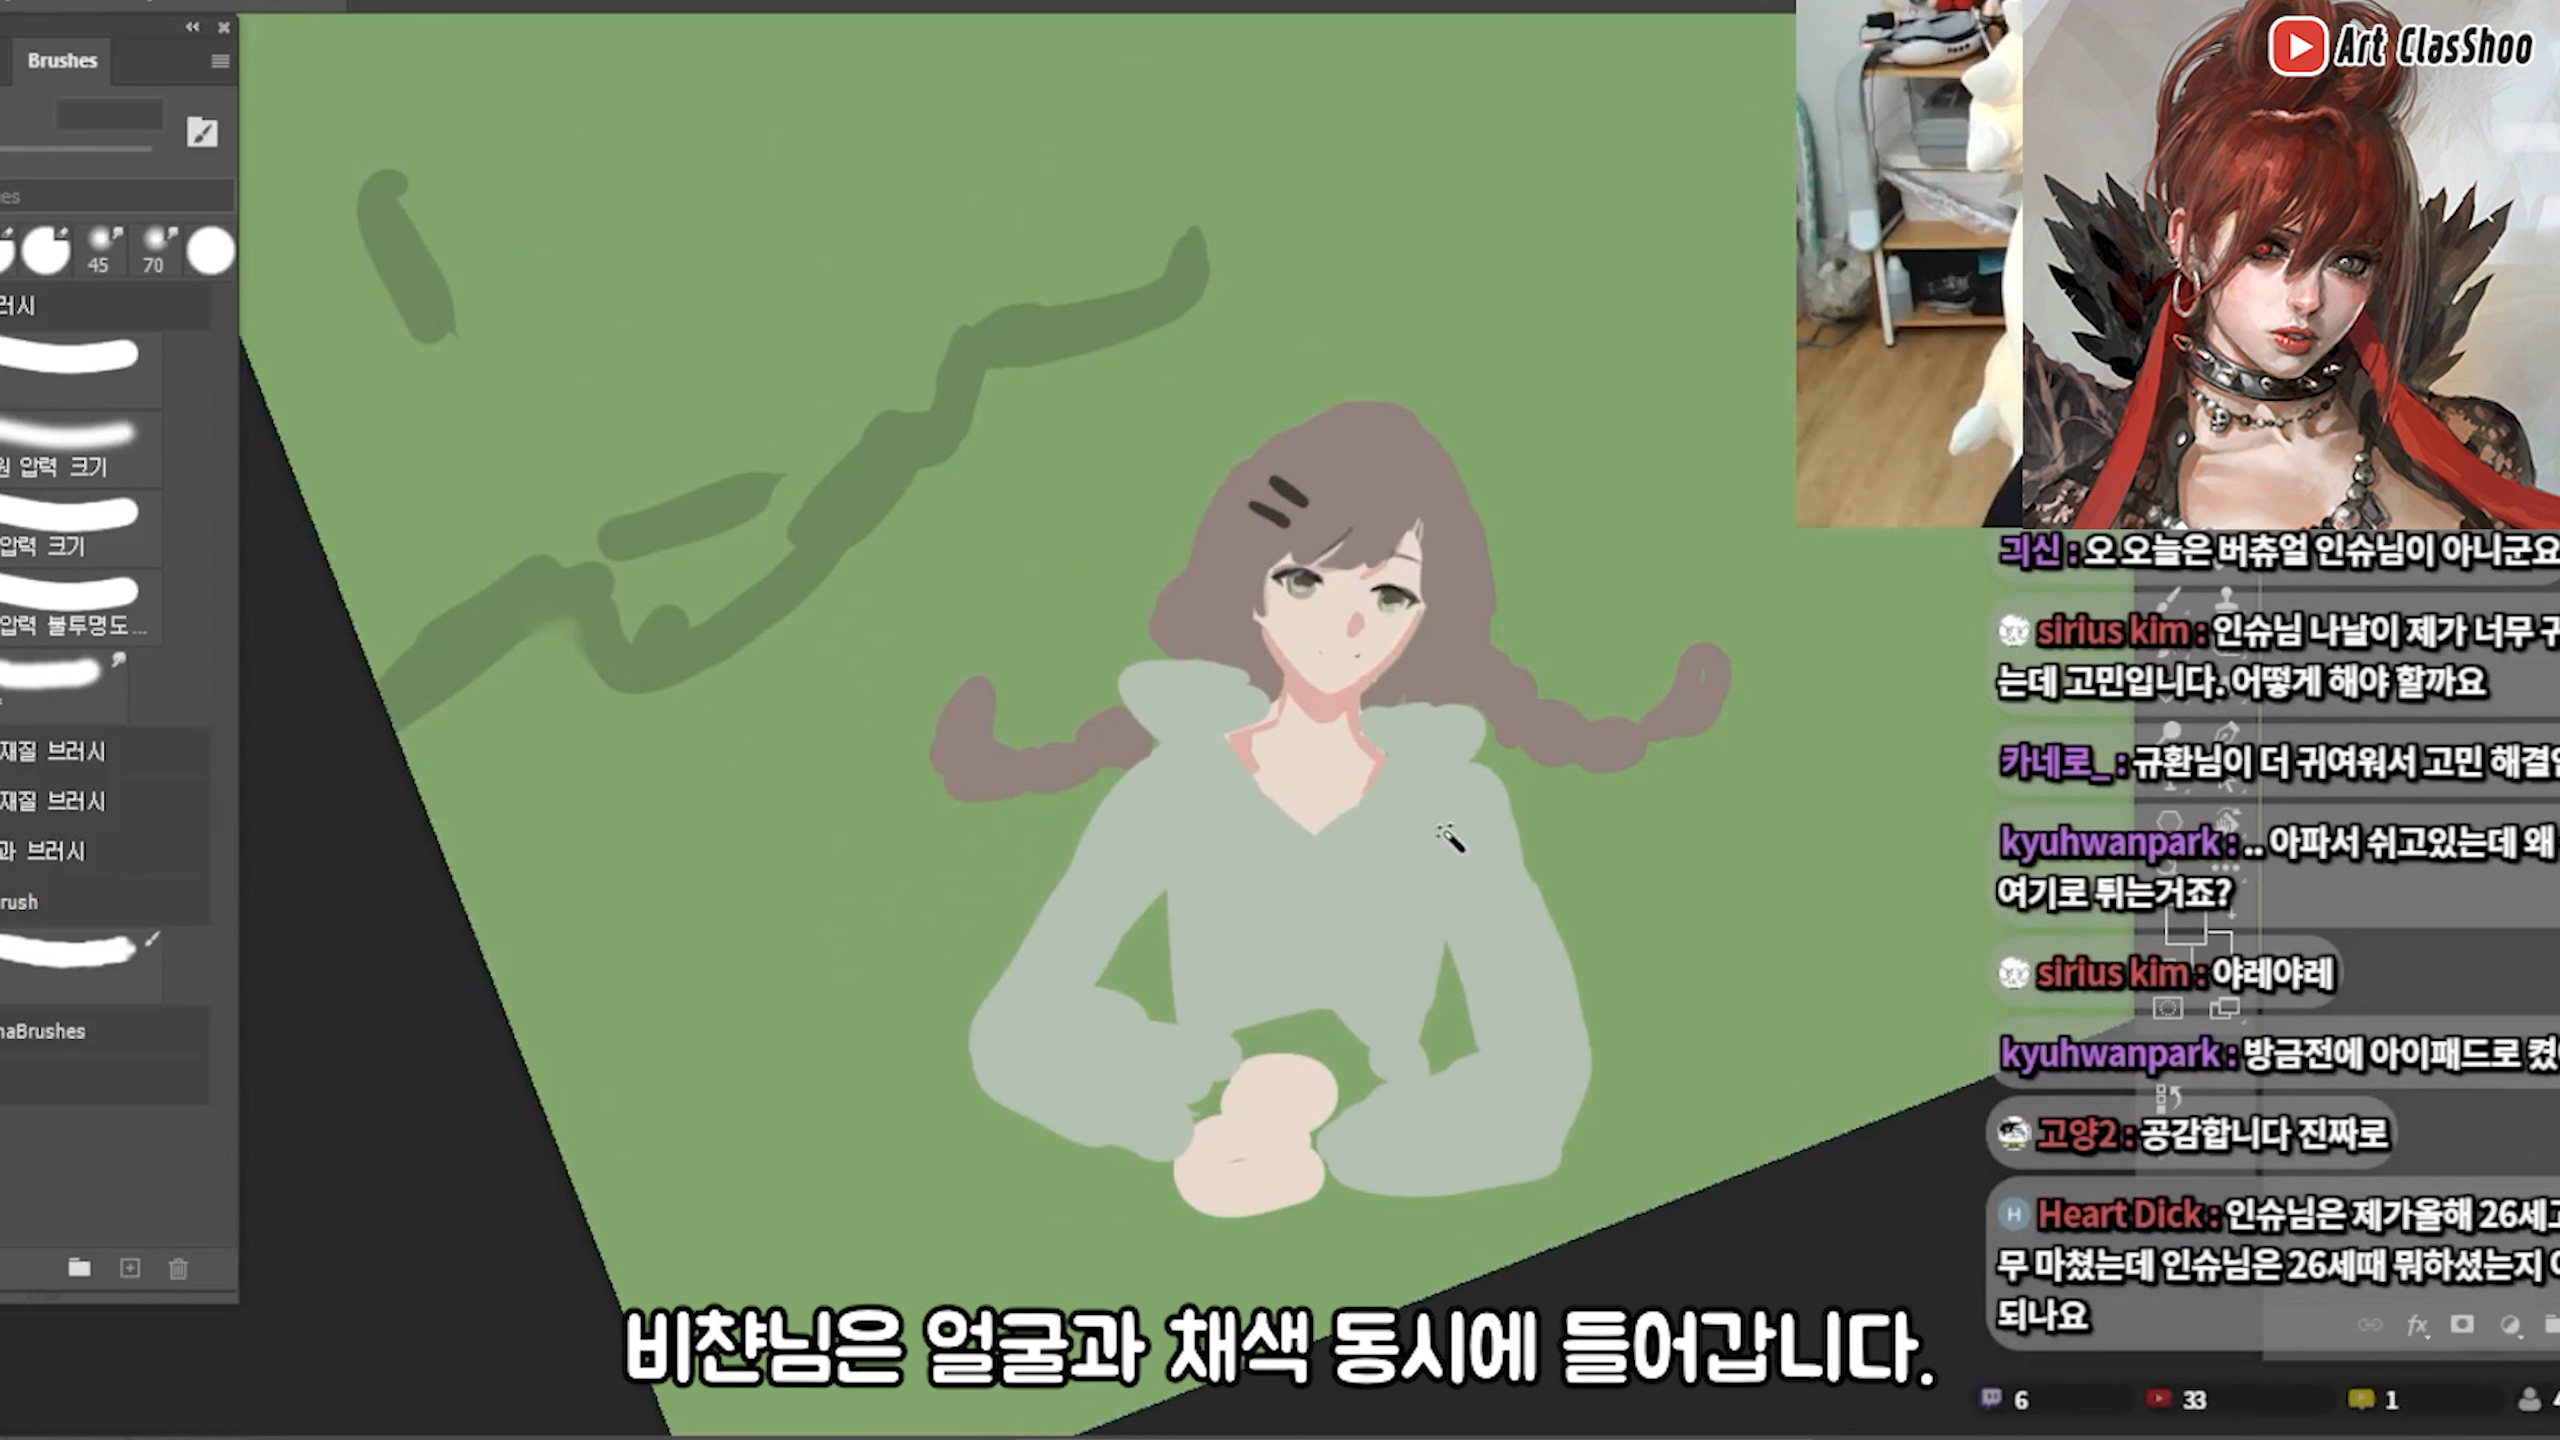 Brushes
es
45
70
러시
원 압력 크기
압력 크기
압력 불투명도...
재질 브러시
재질 브러시
과 브러시
rush
naBrushes
Art ClasShoo
괴신 : 오 오늘은 버츄얼 인슈님이 아니군요
sirius kim : 인슈님 나날이 제가 너무 귀
는데 고민입니다. 어떻게 해야 할까요
카네로_ : 규환님이 더 귀여워서 고민 해결
kyuhwanpark : .. 아파서 쉬고있는데 왜
여기로 튀는거죠?
sirius kim : 야레야레
kyuhwanpark : 방금전에 아이패드로 켰
고양2 : 공감합니다 진짜로
H Heart Dick : 인슈님은 제가올해 26세고
무 마쳤는데 인슈님은 26세때 뭐하셨는지
되나요
fx
6
33
1
비챤님은 얼굴과 채색 동시에 들어갑니다.